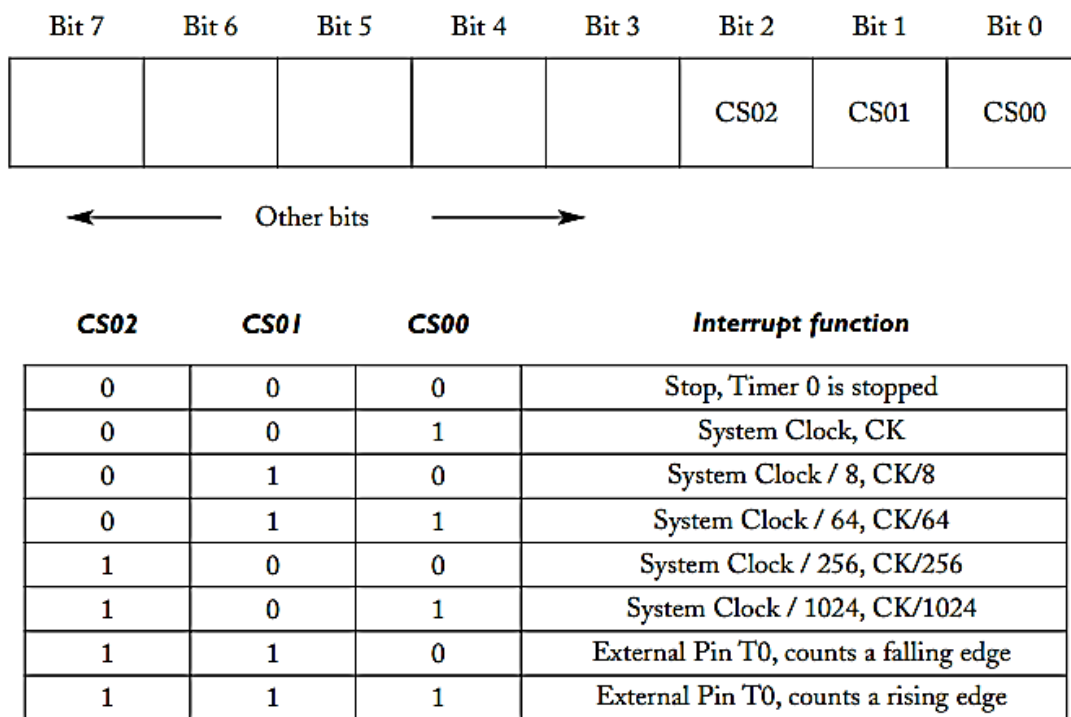 Bit 7 Bit 6 Bit 5 Bit 4 Bit 3 Bit 2 Bit 1 Bit 0
CS02 CS01 CS00
Other bits
CS02 CS01 CS00 Interrupt function
0 0 0 Stop, Timer 0 is stopped
0 0 1 System Clock, CK
0 1 0 System Clock / 8, CK/8
0 1 1 System Clock / 64, CK/64
1 0 0 System Clock / 256, CK/256
1 0 1 System Clock / 1024, CK/1024
1 1 0 External Pin T0, counts a falling edge
1 1 1 External Pin T0, counts a rising edge